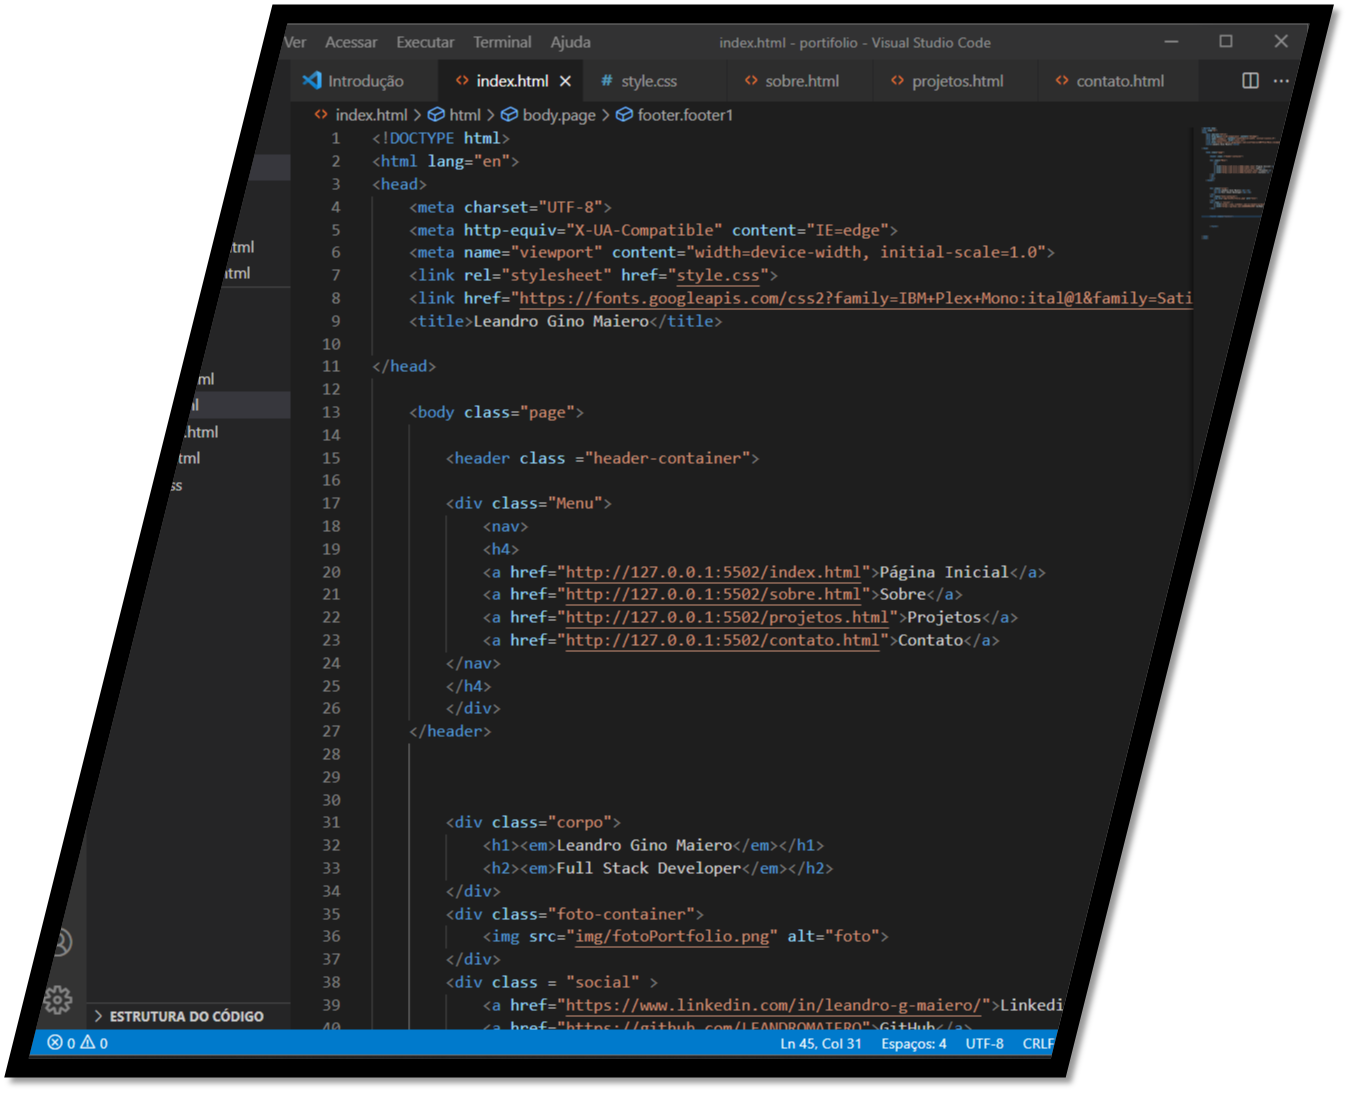 Ver Acessar Executar Terminal Ajuda index.html - portifolio - Visual Studio Code
Introdução index.html style.css sobre.html projetos.html contato.html
index.html > html > body.page > footer.footer1
1 <!DOCTYPE html>
2 <html lang="en">
3 <head>
4 <meta charset="UTF-8">
5 <meta http-equiv="X-UA-Compatible" content="IE=edge">
6 <meta name="viewport" content="width=device-width, initial-scale=1.0">
7 <link rel="stylesheet" href="style.css">
8 <link href="https://fonts.googleapis.com/css2?family=IBM+Plex+Mono:ital@1&family=Sati
9 <title>Leandro Gino Maiero</title>
10
11 </head>
12
13 <body class="page">
14
15 <header class ="header-container">
16
17 <div class="Menu">
18 <nav>
19 <h4>
20 <a href="http://127.0.0.1:5502/index.html">Página Inicial</a>
21 <a href="http://127.0.0.1:5502/sobre.html">Sobre</a>
22 <a href="http://127.0.0.1:5502/projetos.html">Projetos</a>
23 <a href="http://127.0.0.1:5502/contato.html">Contato</a>
24 </nav>
25 </h4>
26 </div>
27 </header>
28
29
30
31 <div class="corpo">
32 <h1><em>Leandro Gino Maiero</em></h1>
33 <h2><em>Full Stack Developer</em></h2>
34 </div>
35 <div class="foto-container">
36 <img src="img/fotoPortfolio.png" alt="foto">
37 </div>
38 <div class = "social" >
39 <a href="https://www.linkedin.com/in/leandro-g-maiero/">Linkedi
40 <a href="https://github.com/LEANDROMAIERO">GitHub</a>
html
html
ml
.html
tml
ss
ESTRUTURA DO CÓDIGO
0 0 Ln 45, Col 31 Espaços: 4 UTF-8 CRLF